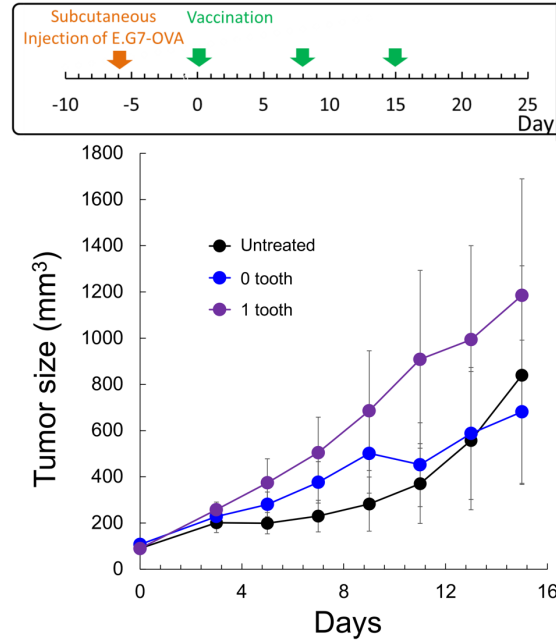 Subcutaneous Vaccination
Injection of E.G7-OVA
-10 -5 0 5 10 15 20 25
Day
1800
1600
1400
1200
1000
800
600
400
200
0
Tumor size (mm³)
Untreated
0 tooth
1 tooth
0 4 8 12 16
Days